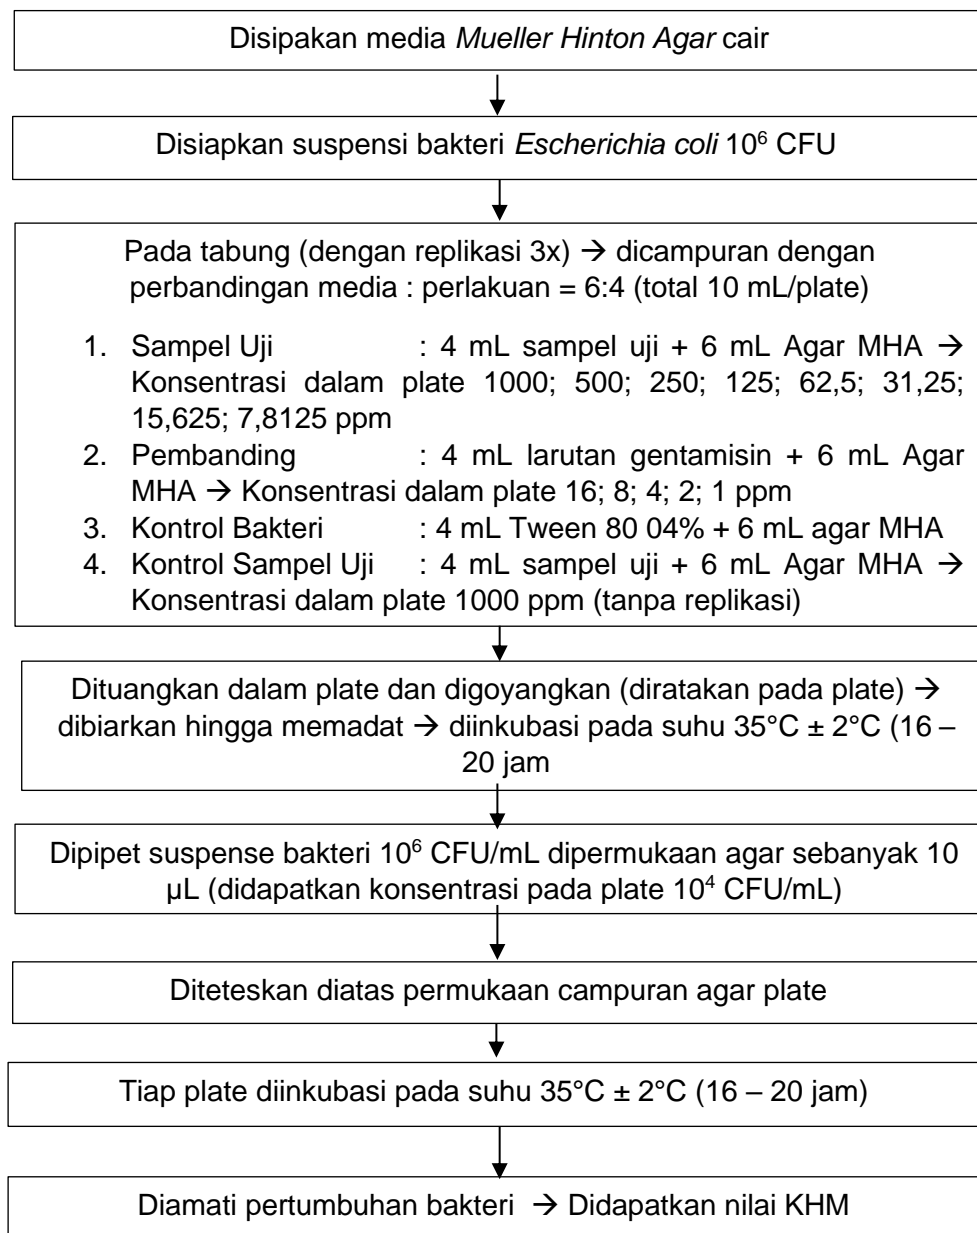 Disipakan media Mueller Hinton Agar cair
Disiapkan suspensi bakteri Escherichia coli 10⁶ CFU
Pada tabung (dengan replikasi 3x) → dicampuran dengan
perbandingan media : perlakuan = 6:4 (total 10 mL/plate)
1. Sampel Uji : 4 mL sampel uji + 6 mL Agar MHA →
Konsentrasi dalam plate 1000; 500; 250; 125; 62,5; 31,25;
15,625; 7,8125 ppm
2. Pembanding : 4 mL larutan gentamisin + 6 mL Agar
MHA → Konsentrasi dalam plate 16; 8; 4; 2; 1 ppm
3. Kontrol Bakteri : 4 mL Tween 80 04% + 6 mL agar MHA
4. Kontrol Sampel Uji : 4 mL sampel uji + 6 mL Agar MHA →
Konsentrasi dalam plate 1000 ppm (tanpa replikasi)
Dituangkan dalam plate dan digoyangkan (diratakan pada plate) →
dibiarkan hingga memadat → diinkubasi pada suhu 35°C ± 2°C (16 –
20 jam
Dipipet suspense bakteri 10⁶ CFU/mL dipermukaan agar sebanyak 10
µL (didapatkan konsentrasi pada plate 10⁴ CFU/mL)
Diteteskan diatas permukaan campuran agar plate
Tiap plate diinkubasi pada suhu 35°C ± 2°C (16 – 20 jam)
Diamati pertumbuhan bakteri → Didapatkan nilai KHM